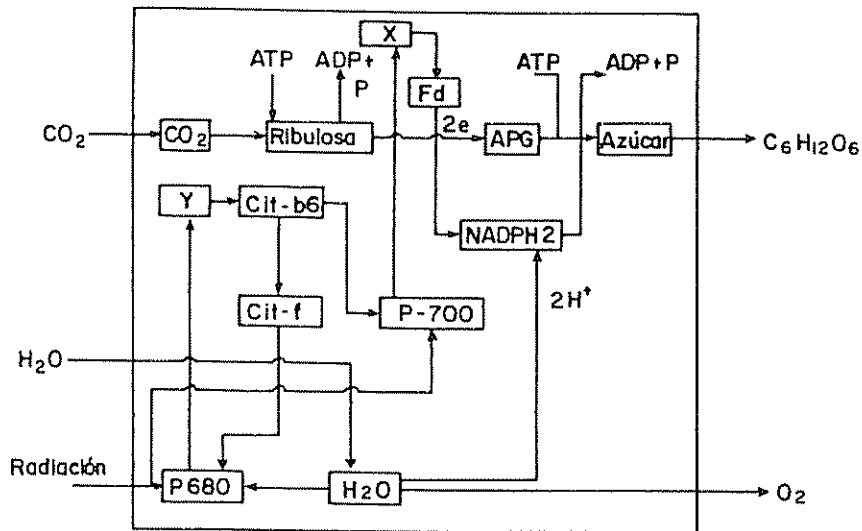 X
ATP
ADP+
P
ATP
ADP+P
Fd
CO2
CO2
Ribulosa
2e
APG
Azúcar
C6H12O6
Y
Cit-b6
NADPH2
Cit-f
P-700
2H+
H2O
Radiación
P680
H2O
O2